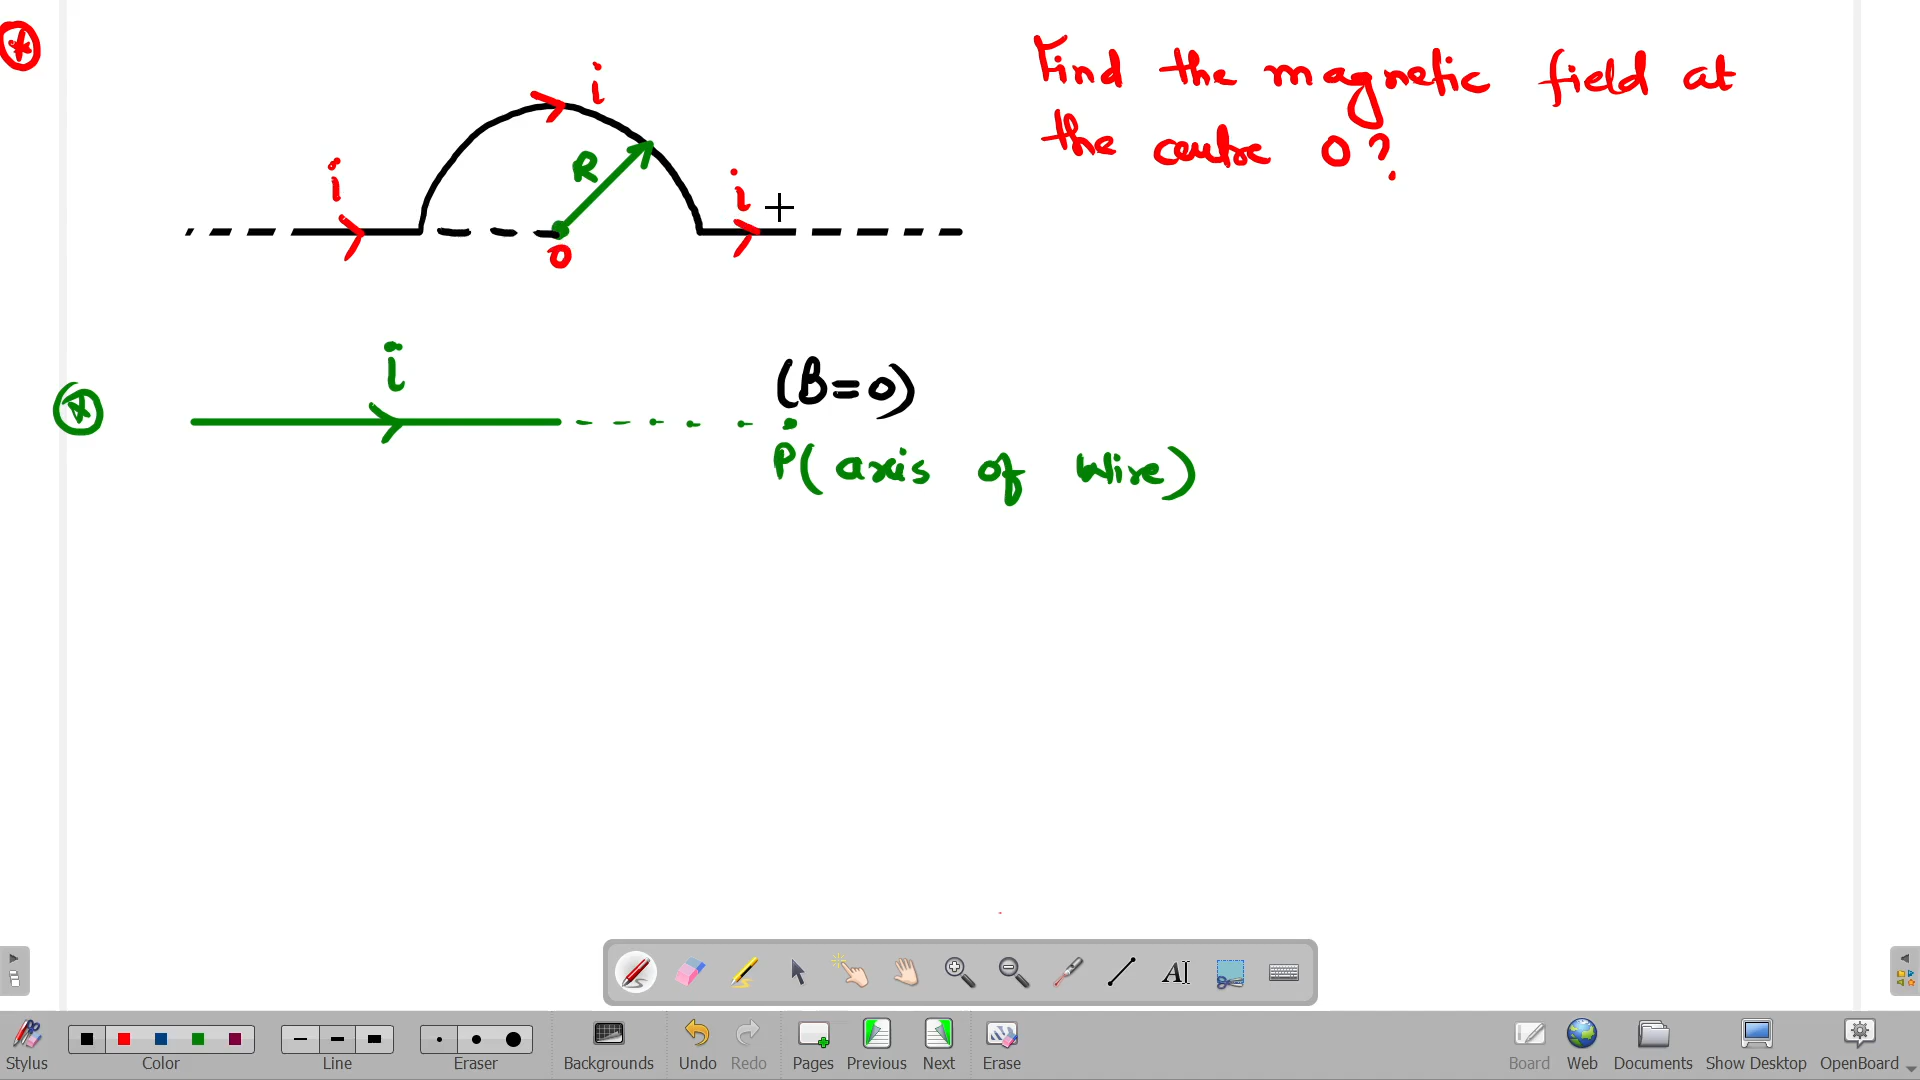 Find the magnetic field at
the centre O?
i
R
i
i
O
i
(B=0)
P(axis of wire)
AI
Stylus
Color
Line
Eraser
Backgrounds
Undo
Redo
Pages
Previous
Next
Erase
Board
Web
Documents
Show Desktop
OpenBoard